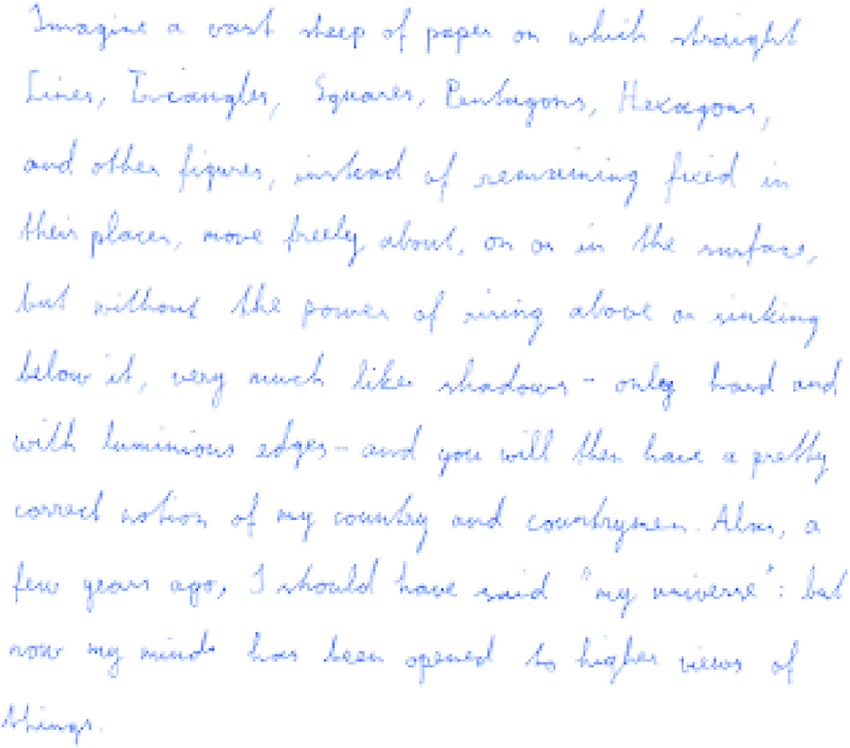 Imagine a vast sheep of paper on which straight
Lines, Triangles, Squares, Pentagons, Hexagons,
and other figures, instead of remaining fixed in
their places, move freely about, on or in the surface,
but without the power of rising above or sinking
below it, very much like shadows - only hard and
with luminious edges - and you will then have a pretty
correct notion of my country and countrymen. Alas, a
few years ago, I should have said "my universe": but
now my mind has been opened to higher views of
things.